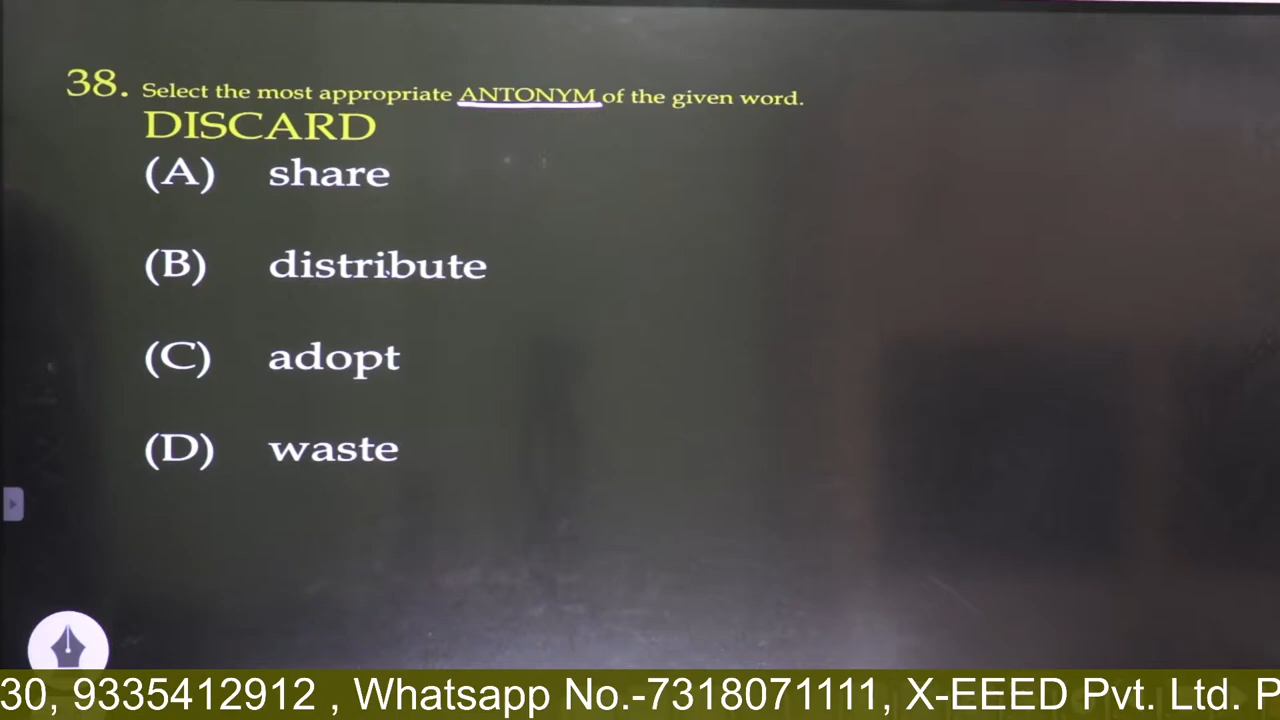 38. Select the most appropriate ANTONYM of the given word.
DISCARD
(A) share
(B) distribute
(C) adopt
(D) waste
30, 9335412912 , Whatsapp No.-7318071111, X-EEED Pvt. Ltd. P